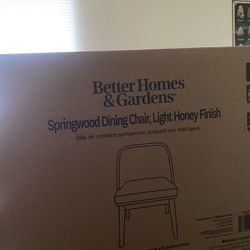 Better Homes
& Gardens®
Springwood Dining Chair, Light Honey Finish
Silla de comedor springwood, acabado con miel ligera